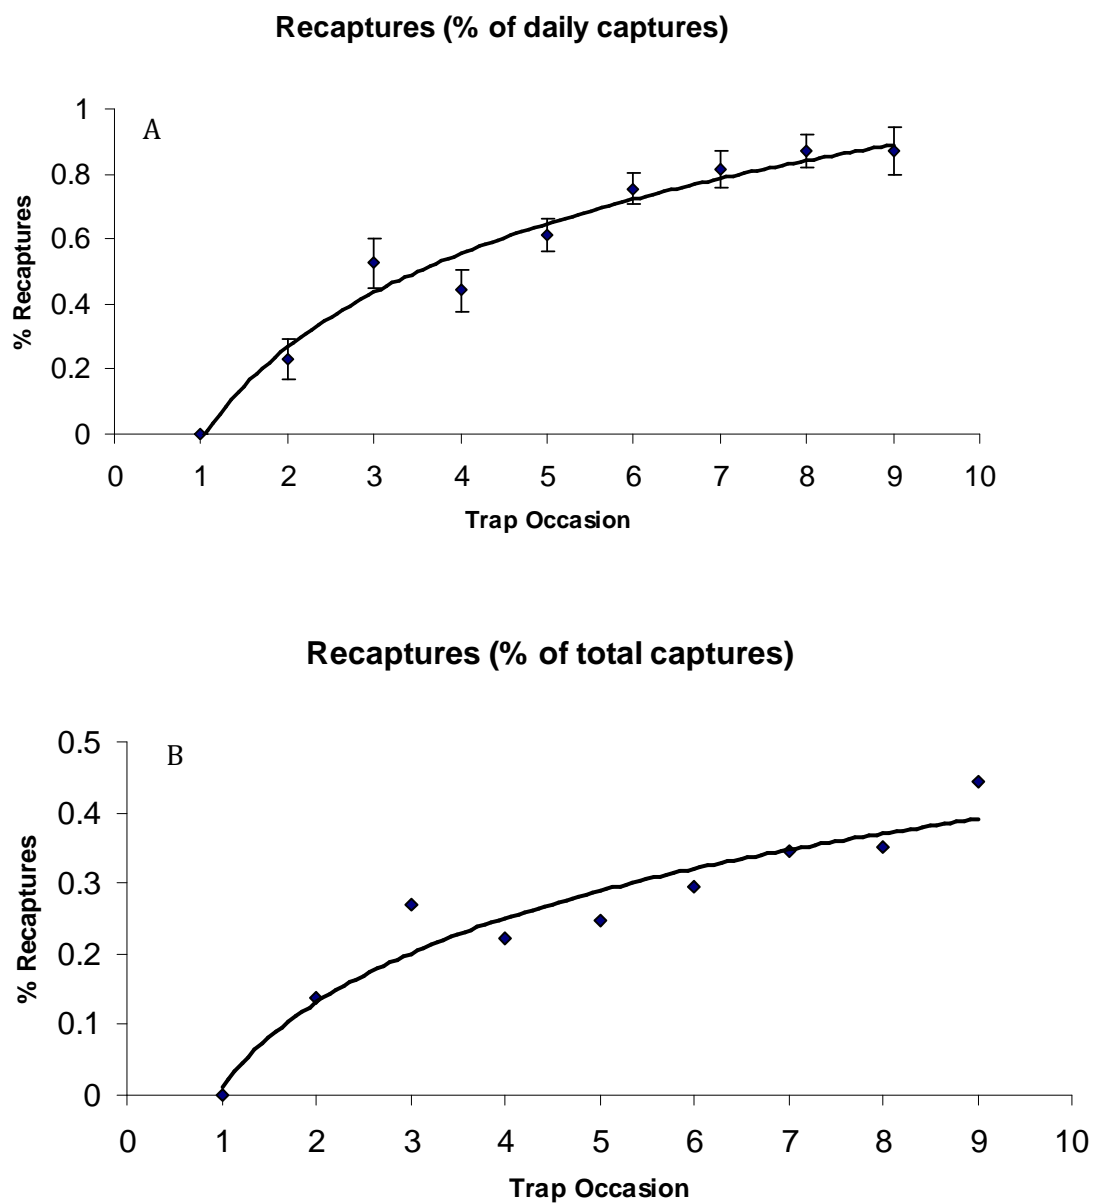 Recaptures (% of daily captures)
1
A
0.8
0.6
0.4
0.2
0
% Recaptures
0 1 2 3 4 5 6 7 8 9 10
Trap Occasion
Recaptures (% of total captures)
0.5
B
0.4
0.3
0.2
0.1
0
% Recaptures
0 1 2 3 4 5 6 7 8 9 10
Trap Occasion